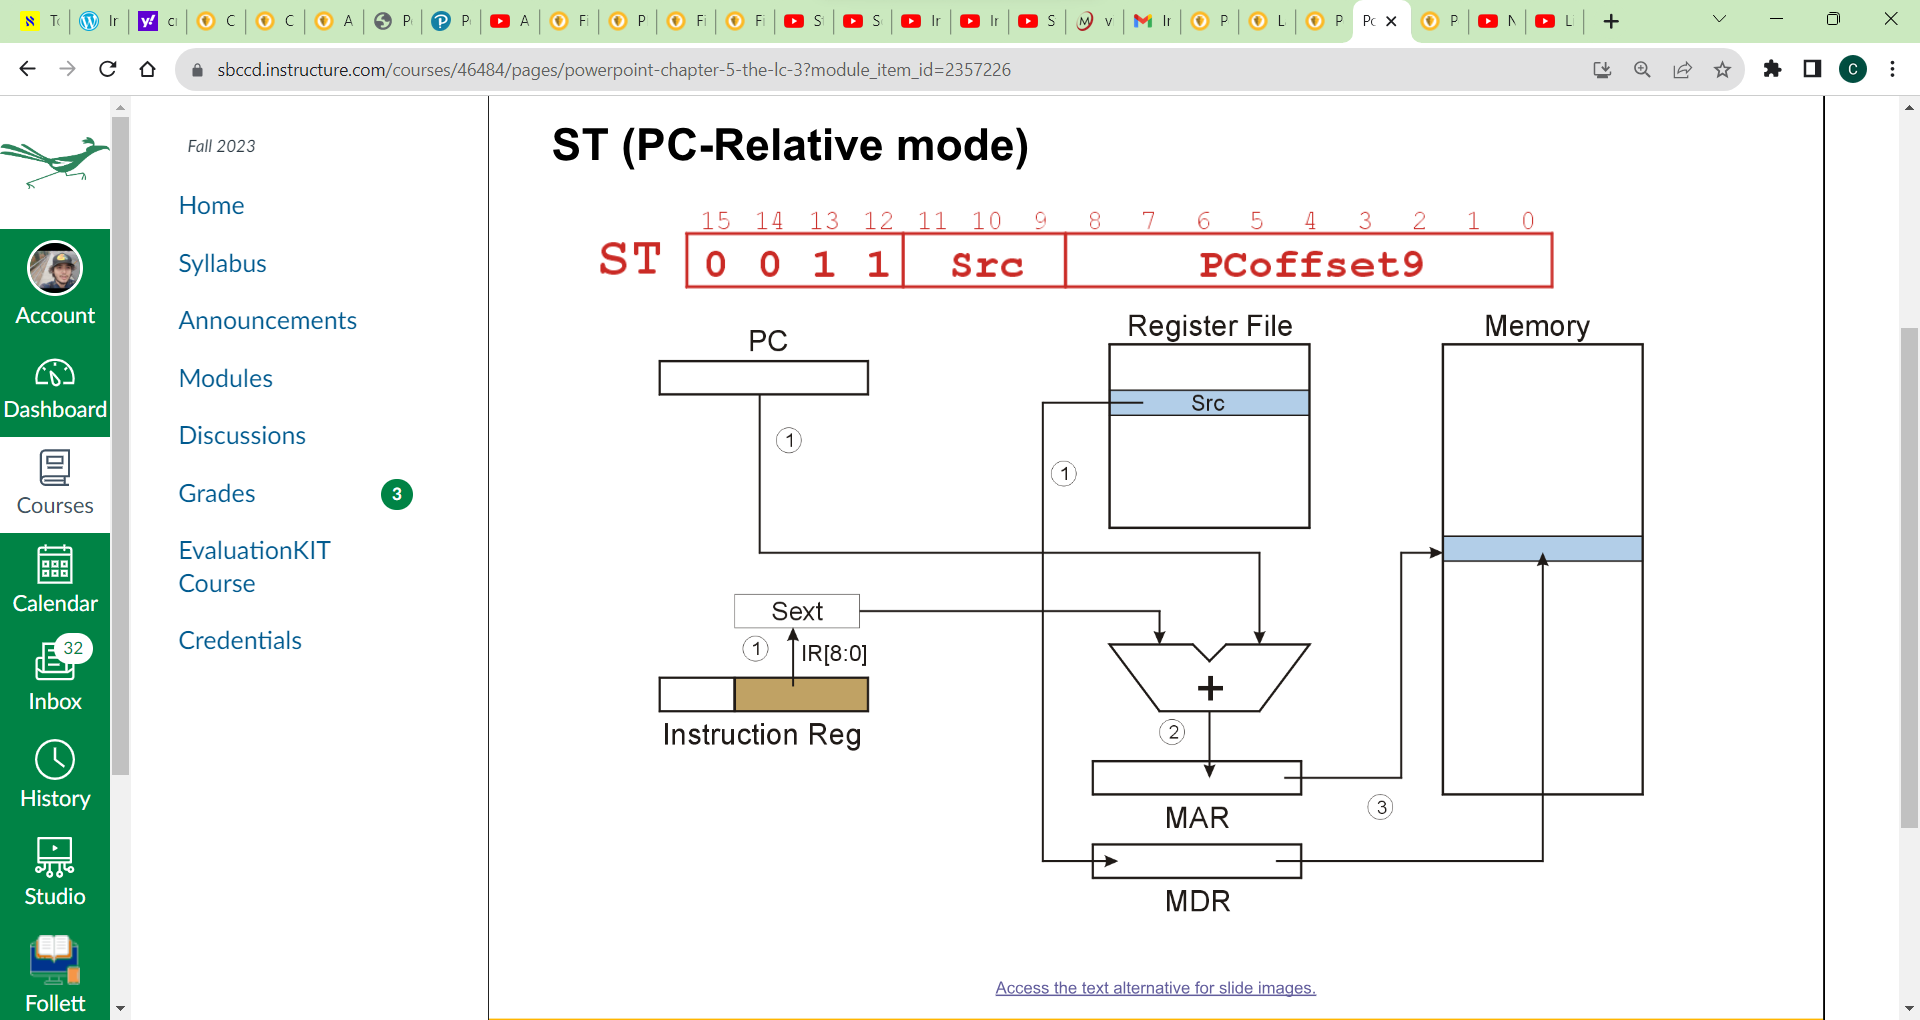 sbccd.instructure.com/courses/46484/pages/powerpoint-chapter-5-the-lc-3?module_item_id=2357226
C
Fall 2023
Home
Syllabus
Announcements
Modules
Discussions
Grades
3
EvaluationKIT
Course
Credentials
Account
Dashboard
Courses
Calendar
32
Inbox
History
Studio
Follett
ST (PC-Relative mode)
15 14 13 12 11 10 9 8 7 6 5 4 3 2 1 0
ST 0 0 1 1 Src PCoffset9
PC
Register File
Memory
Src
1
1
Sext
1
IR[8:0]
+
Instruction Reg
2
MAR
3
MDR
Access the text alternative for slide images.